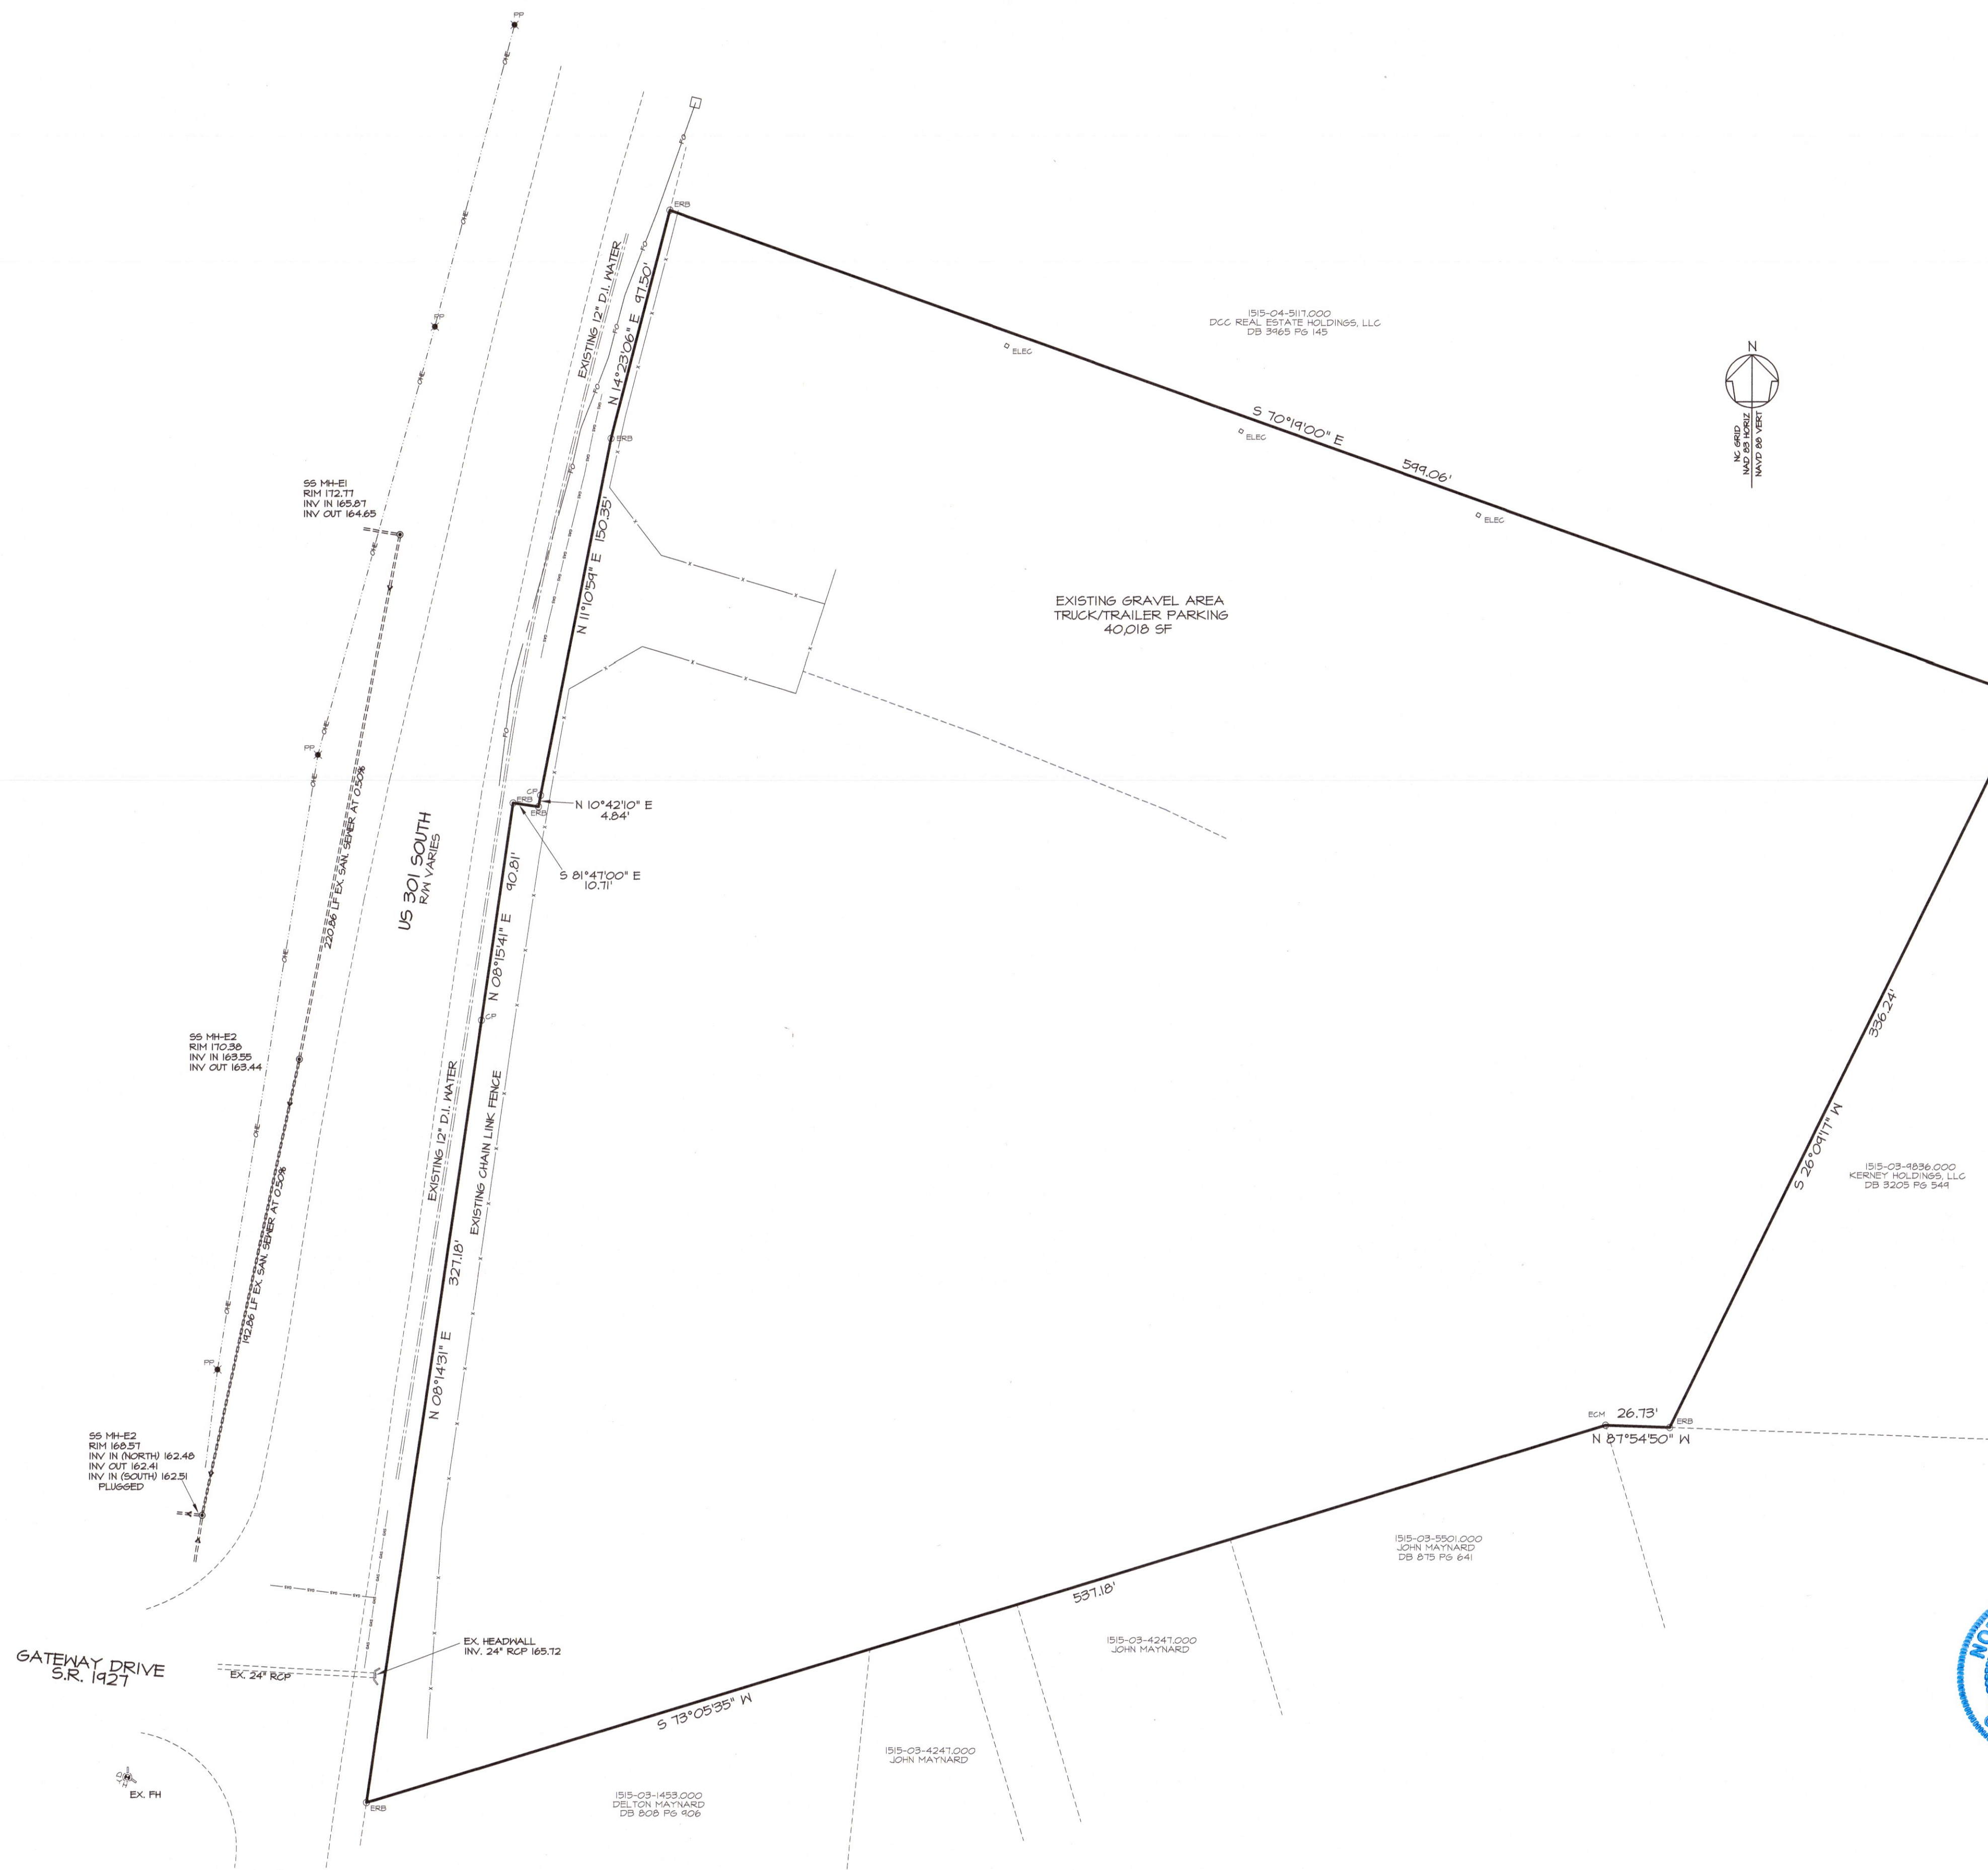 PP
OHE
FO
ERB
EXISTING 12" D.I. WATER
N 14°23'06" E 97.50'
1515-04-5117.000
DCC REAL ESTATE HOLDINGS, LLC
DB 3965 PG 145
ELEC
N
NC GRID
NAD 83 HORIZ
NAVD 88 VERT
PP
OHE
FO
ERB
S 70°19'00" E
ELEC
599.06'
ELEC
SS MH-E1
RIM 172.77
INV IN 165.87
INV OUT 164.65
N 11°10'59" E 150.35'
EXISTING GRAVEL AREA
TRUCK/TRAILER PARKING
40,018 SF
PP
OHE
220.86 LF EX. SAN. SEWER AT 0.50%
US 301 SOUTH
R/W VARIES
FO
CP
ERB
ERB
N 10°42'10" E
4.84'
S 81°47'00" E
10.71'
N 08°15'41" E 90.81'
CP
336.24'
S 26°09'17" W
SS MH-E2
RIM 170.38
INV IN 163.55
INV OUT 163.44
EXISTING 12" D.I. WATER
EXISTING CHAIN LINK FENCE
1515-03-9836.000
KERNEY HOLDINGS, LLC
DB 3205 PG 549
192.86 LF EX. SAN. SEWER AT 0.50%
N 08°14'31" E 327.18'
PP
ECM
26.73'
ERB
N 87°54'50" W
SS MH-E2
RIM 168.57
INV IN (NORTH) 162.48
INV OUT 162.41
INV IN (SOUTH) 162.51
PLUGGED
1515-03-5501.000
JOHN MAYNARD
DB 875 PG 641
537.18'
GAS
GATEWAY DRIVE
S.R. 1927
EX. 24" RCP
EX. HEADWALL
INV. 24" RCP 165.72
1515-03-4247.000
JOHN MAYNARD
S 73°05'35" W
1515-03-4247.000
JOHN MAYNARD
HYD
EX. FH
ERB
1515-03-1453.000
DELTON MAYNARD
DB 808 PG 906